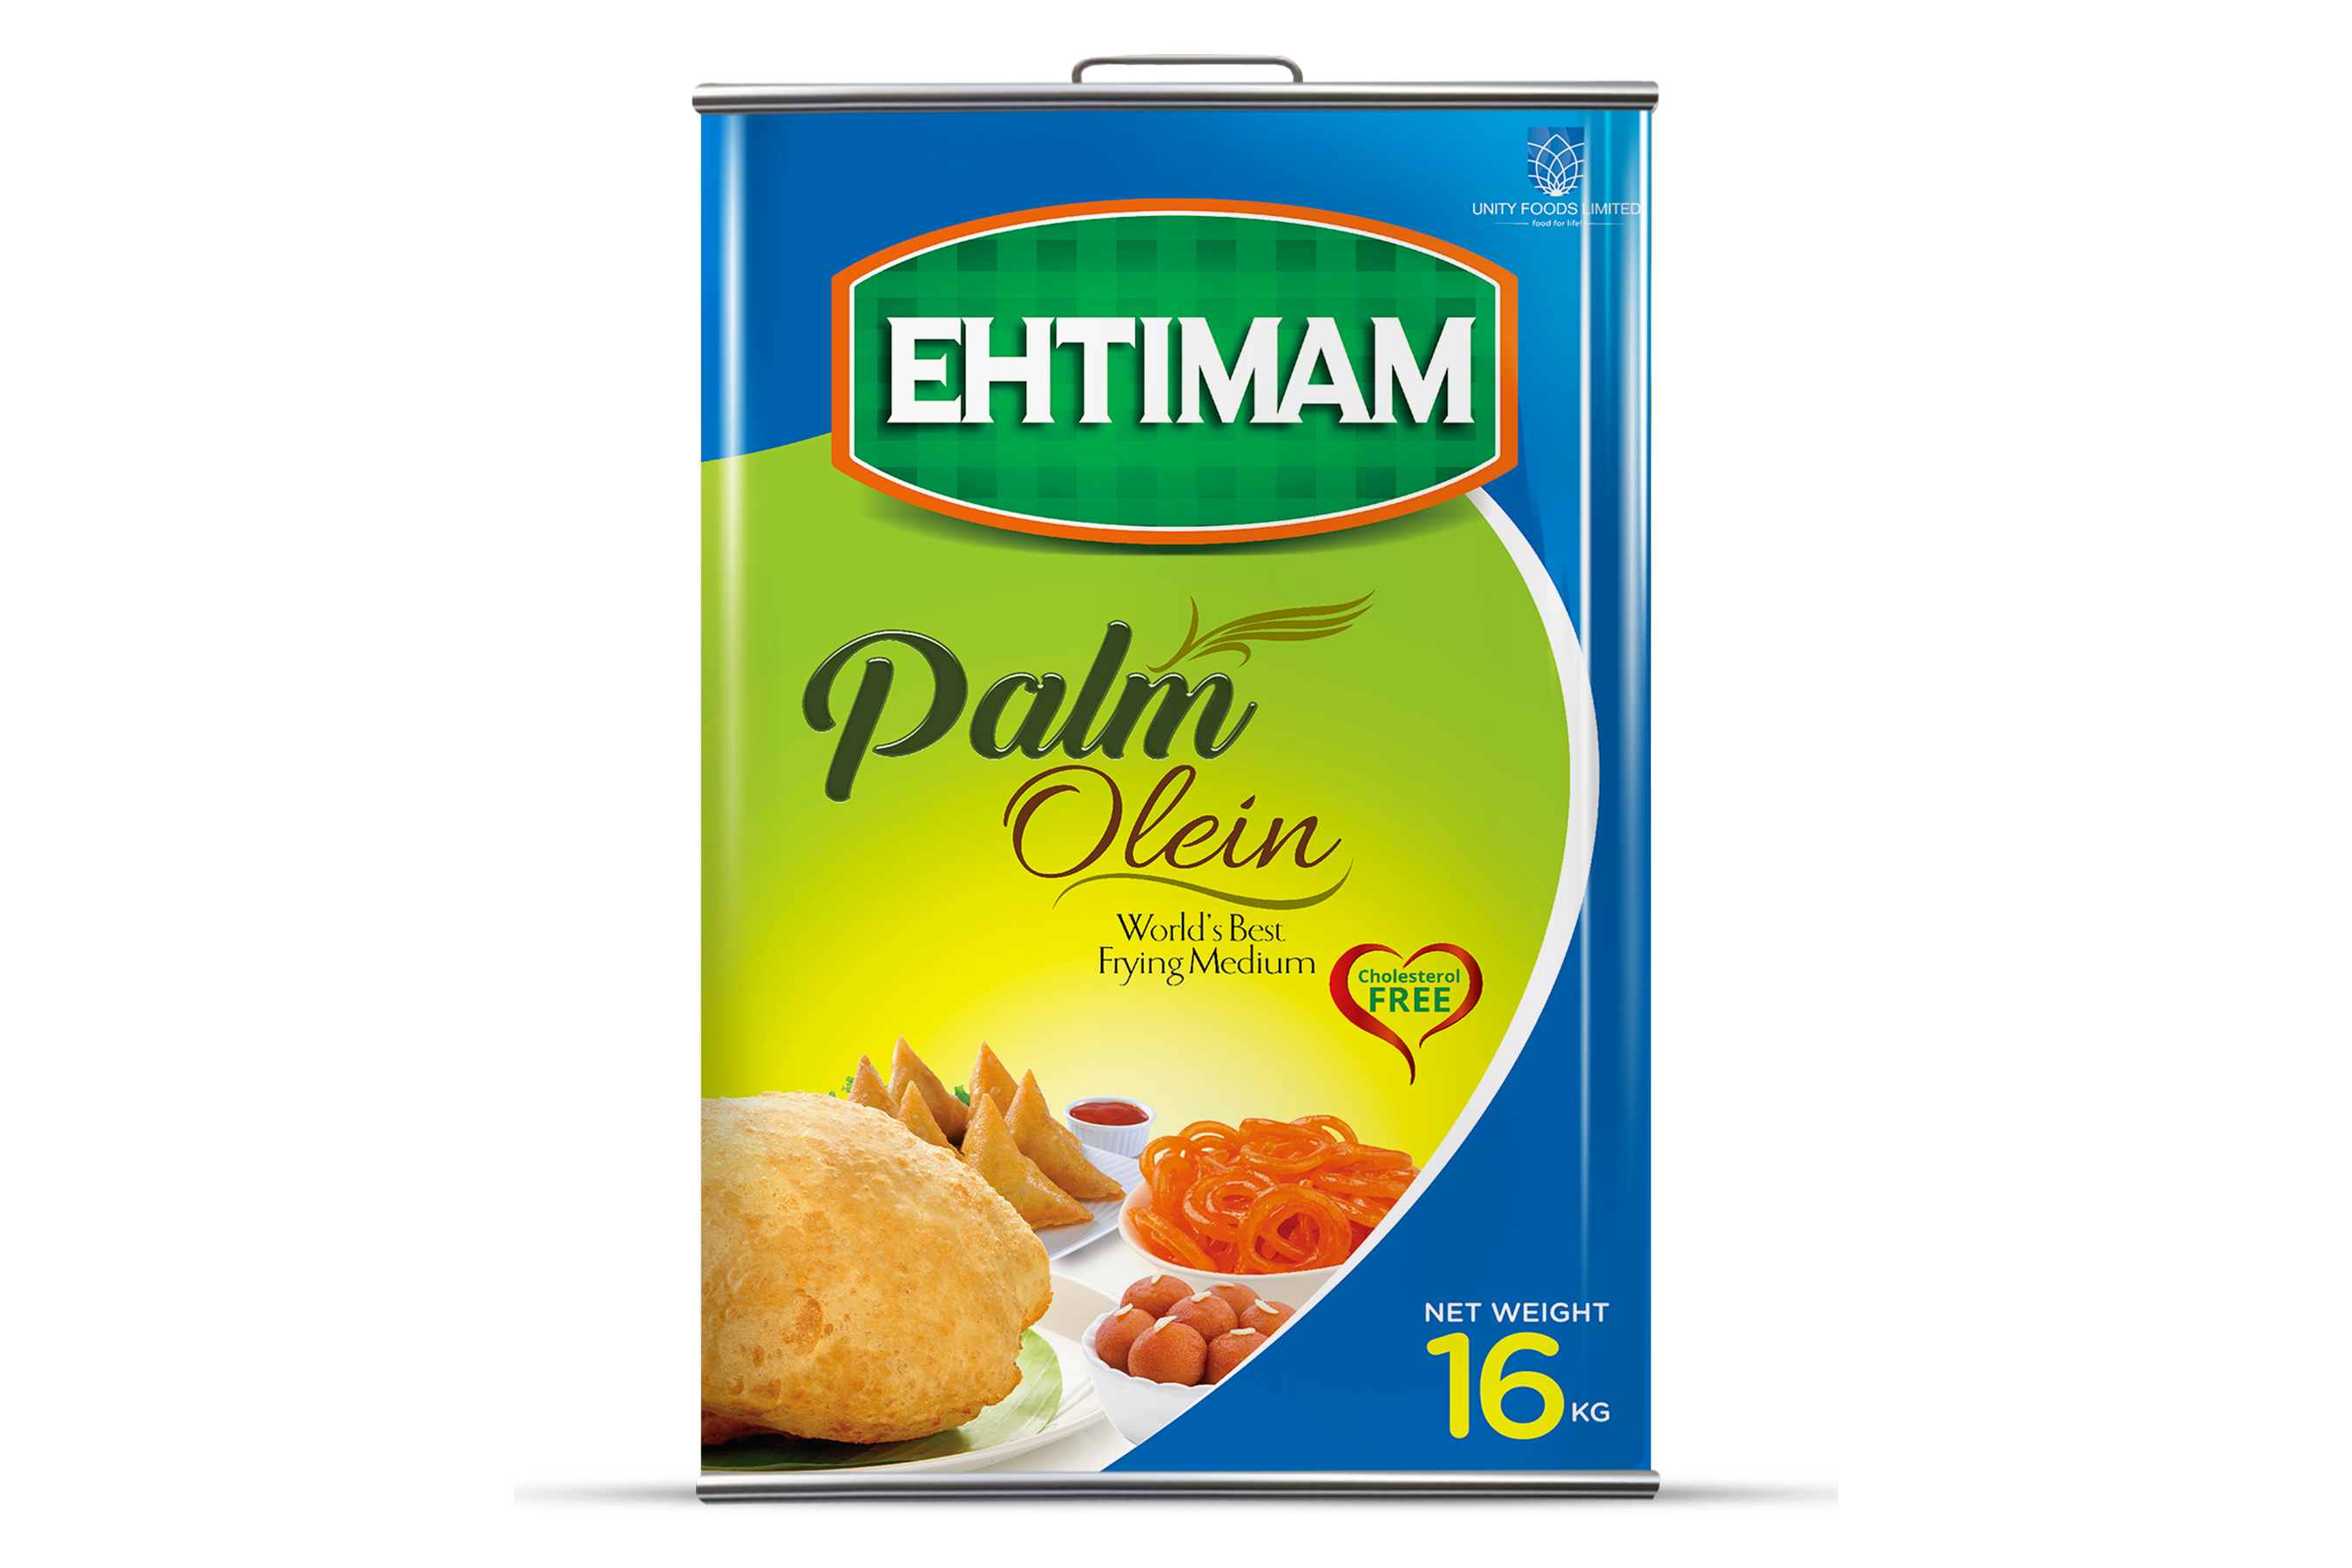 UNITY FOODS LIMITED
food for life!
EHTIMAM
Palm
Olein
World's Best
Frying Medium
Cholesterol
FREE
NET WEIGHT
16 KG